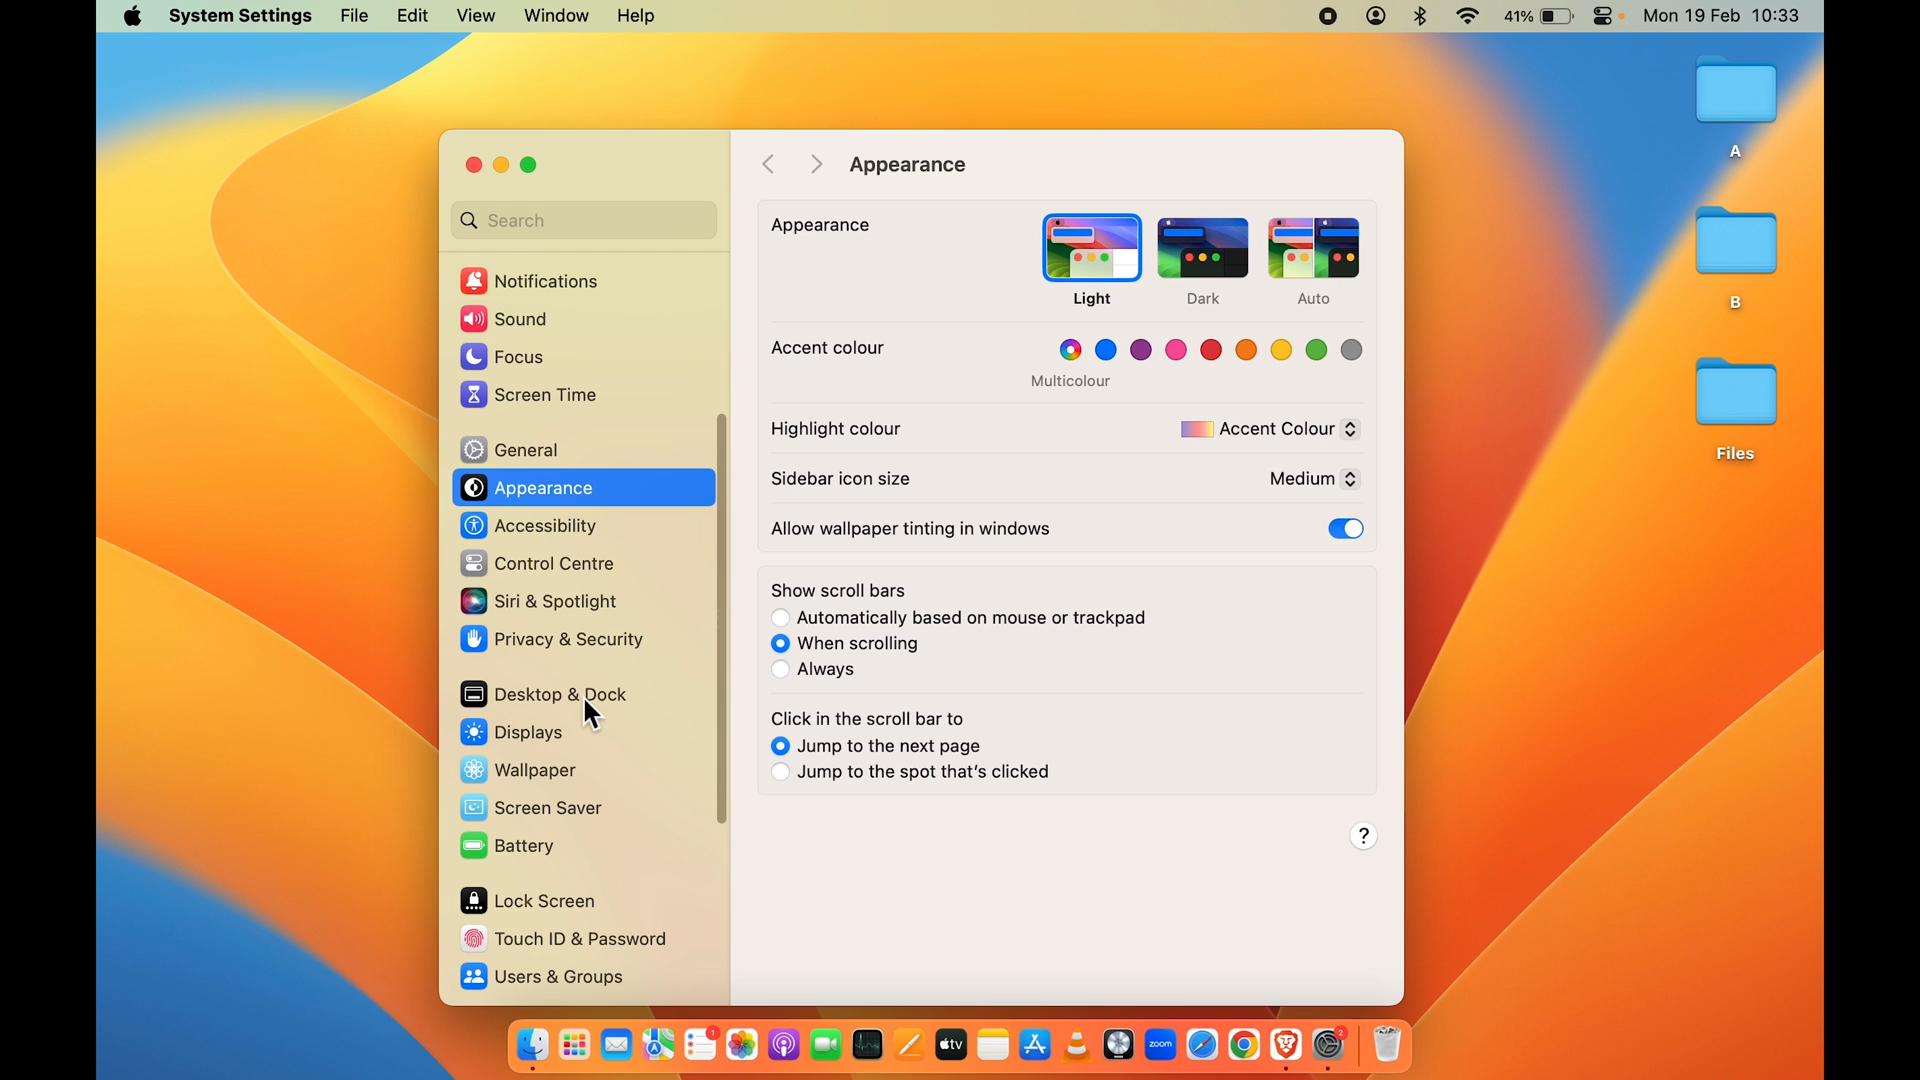 System Settings File Edit View Window Help 41% Mon 19 Feb 10:33
Search
Notifications
Sound
Focus
Screen Time
General
Appearance
Accessibility
Control Centre
Siri & Spotlight
Privacy & Security
Desktop & Dock
Displays
Wallpaper
Screen Saver
Battery
Lock Screen
Touch ID & Password
Users & Groups
Appearance
Appearance
Light Dark Auto
Accent colour
Multicolour
Highlight colour Accent Colour
Sidebar icon size Medium
Allow wallpaper tinting in windows
Show scroll bars
Automatically based on mouse or trackpad
When scrolling
Always
Click in the scroll bar to
Jump to the next page
Jump to the spot that's clicked
?
A
B
Files
1 tv zoom 2